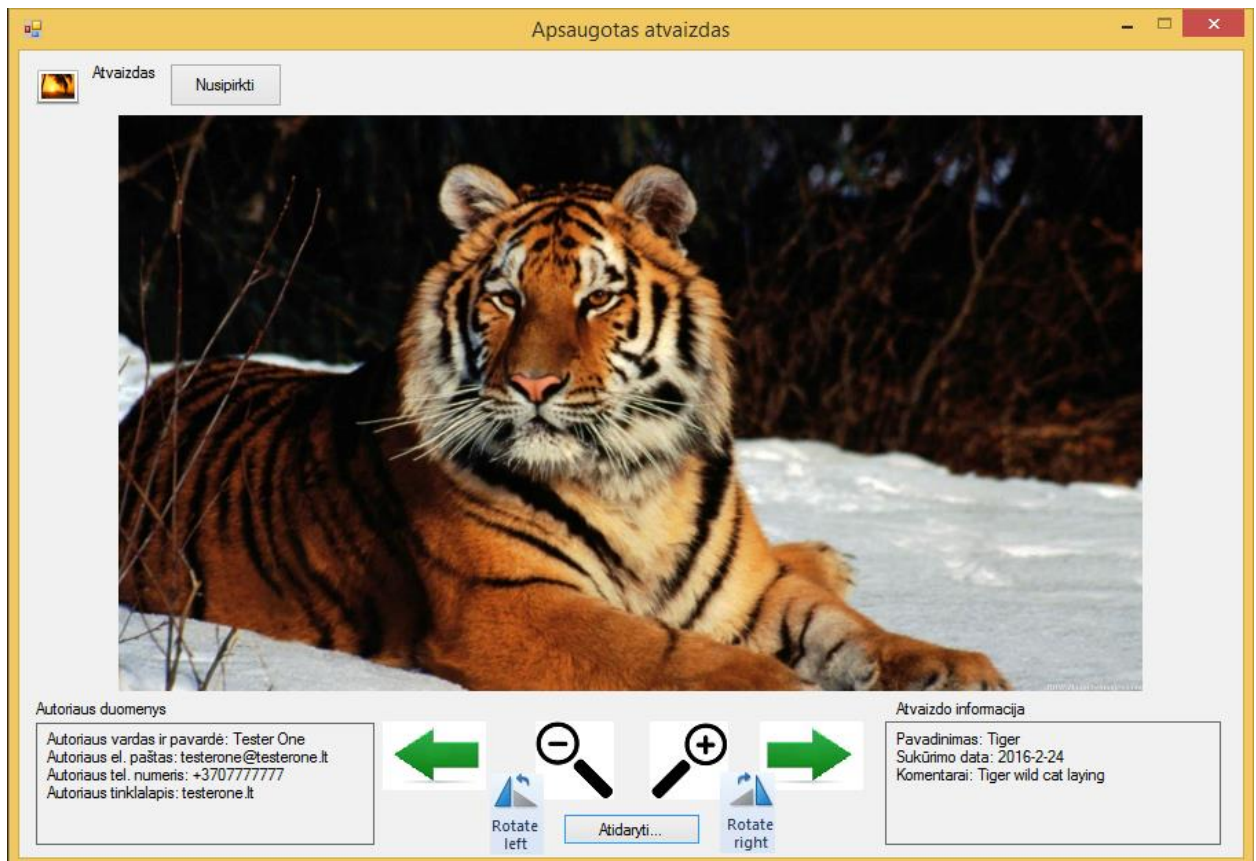 Apsaugotas atvaizdas
Atvaizdas
Nusipirkti
Autoriaus duomenys
Autoriaus vardas ir pavardė: Tester One
Autoriaus el. paštas: testerone@testerone.lt
Autoriaus tel. numeris: +3707777777
Autoriaus tinklalapis: testerone.lt
Rotate
left
Atidaryti...
Rotate
right
Atvaizdo informacija
Pavadinimas: Tiger
Sukūrimo data: 2016-2-24
Komentarai: Tiger wild cat laying